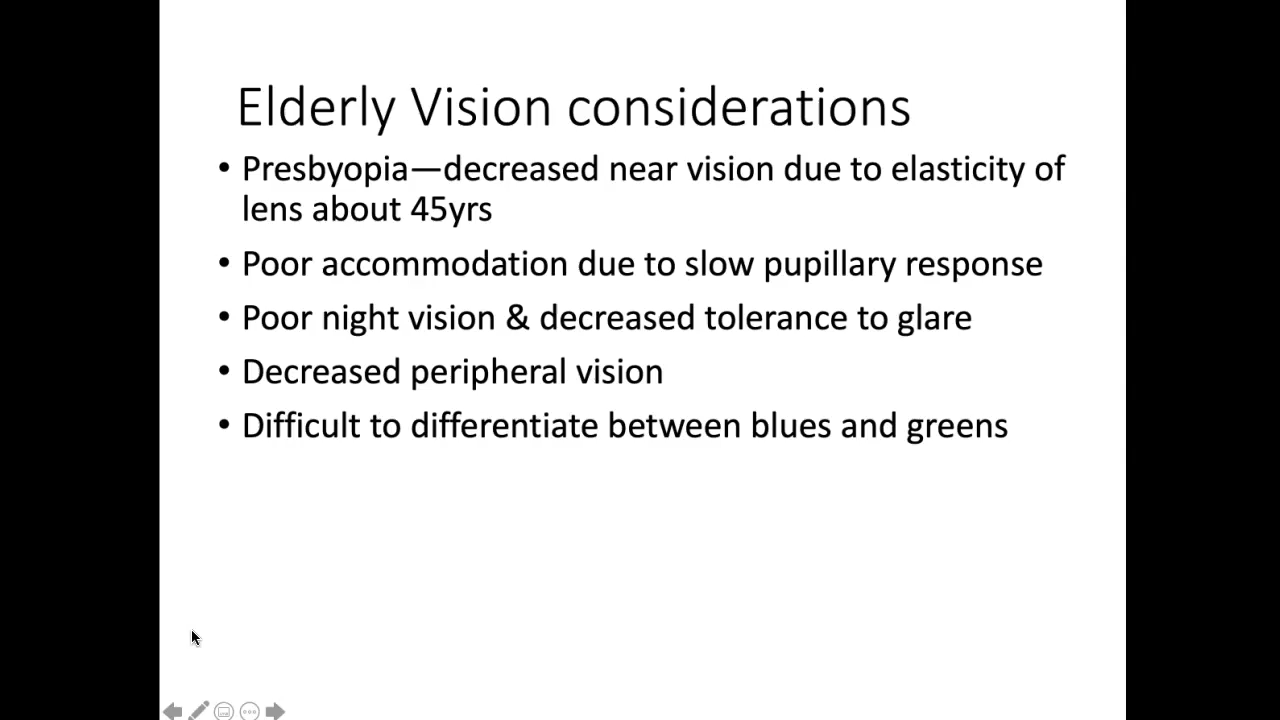 Elderly Vision considerations
• Presbyopia—decreased near vision due to elasticity of
lens about 45yrs
• Poor accommodation due to slow pupillary response
• Poor night vision & decreased tolerance to glare
• Decreased peripheral vision
• Difficult to differentiate between blues and greens